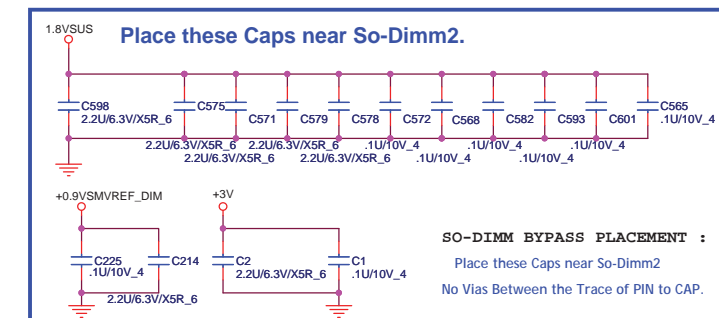 1.8VSUS
Place these Caps near So-Dimm2.
C598
2.2U/6.3V/X5R_6
C575
2.2U/6.3V/X5R_6
C571
2.2U/6.3V/X5R_6
C579
2.2U/6.3V/X5R_6
C578
2.2U/6.3V/X5R_6
C572
.1U/10V_4
C568
.1U/10V_4
C582
.1U/10V_4
C593
.1U/10V_4
C601
.1U/10V_4
C565
.1U/10V_4
+0.9VSMVREF_DIM
C225
.1U/10V_4
C214
2.2U/6.3V/X5R_6
+3V
C2
2.2U/6.3V/X5R_6
C1
.1U/10V_4
SO-DIMM BYPASS PLACEMENT :
Place these Caps near So-Dimm2
No Vias Between the Trace of PIN to CAP.